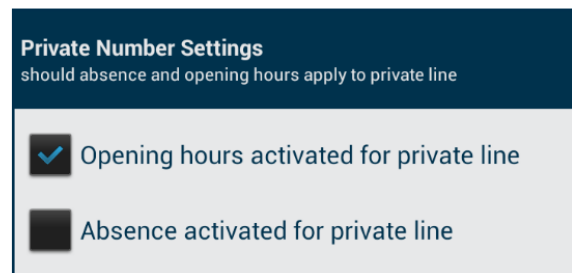 Private Number Settings
should absence and opening hours apply to private line
Opening hours activated for private line
Absence activated for private line